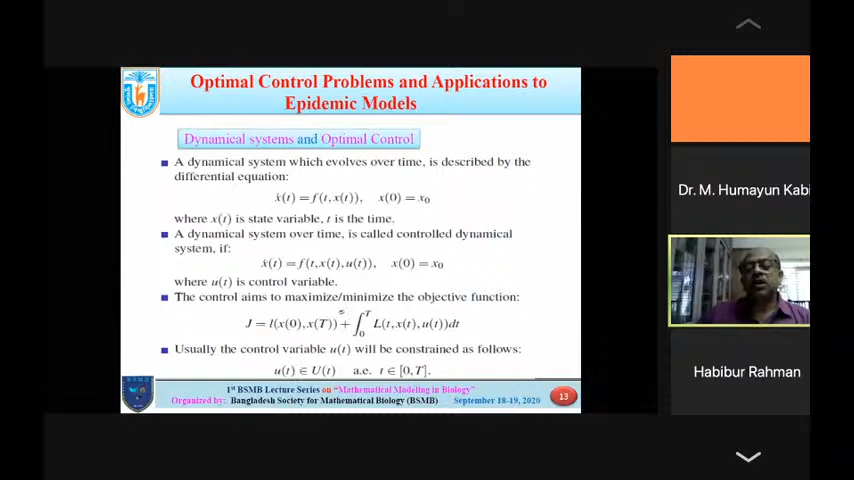 Optimal Control Problems and Applications to
Epidemic Models
Dynamical systems and Optimal Control
A dynamical system which evolves over time, is described by the
differential equation:
ẋ(t) = f(t, x(t)),    x(0) = x₀
where x(t) is state variable, t is the time.
A dynamical system over time, is called controlled dynamical
system, if:
ẋ(t) = f(t, x(t), u(t)),    x(0) = x₀
where u(t) is control variable.
The control aims to maximize/minimize the objective function:
J = l(x(0), x(T)) + ∫₀ᵀ L(t, x(t), u(t))dt
Usually the control variable u(t) will be constrained as follows:
u(t) ∈ U(t)    a.e.  t ∈ [0, T].
1st BSMB Lecture Series on "Mathematical Modeling in Biology"
Organized by: Bangladesh Society for Mathematical Biology (BSMB)    September 18-19, 2020
13
Dr. M. Humayun Kabi
Habibur Rahman